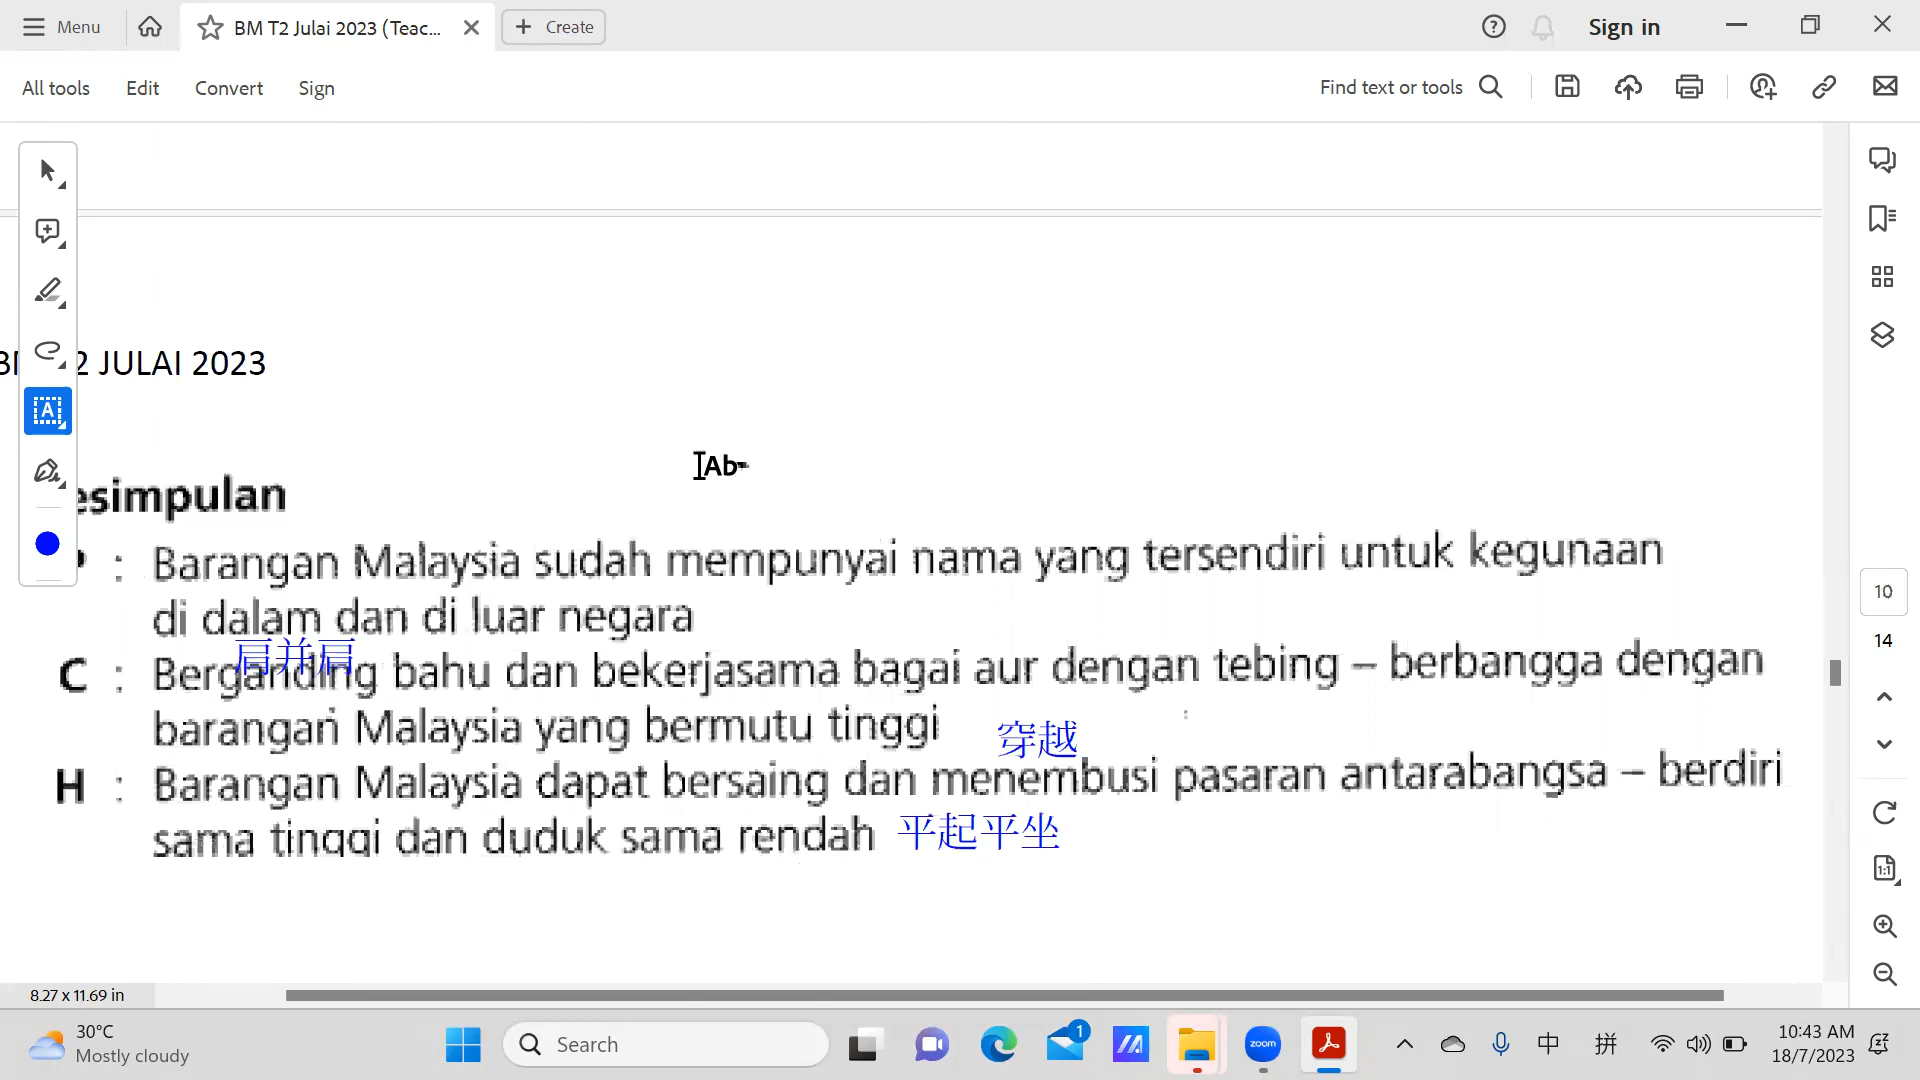 Menu
BM T2 Julai 2023 (Teac...
Create
Sign in
All tools
Edit
Convert
Sign
Find text or tools
2 JULAI 2023
esimpulan
: Barangan Malaysia sudah mempunyai nama yang tersendiri untuk kegunaan
di dalam dan di luar negara
肩并肩
C : Berganding bahu dan bekerjasama bagai aur dengan tebing – berbangga dengan
barangan Malaysia yang bermutu tinggi
穿越
H : Barangan Malaysia dapat bersaing dan menembusi pasaran antarabangsa – berdiri
sama tinggi dan duduk sama rendah 平起平坐
Ab
A
10
14
1:1
8.27 x 11.69 in
30°C
Mostly cloudy
Search
1
zoom
中
拼
10:43 AM
18/7/2023